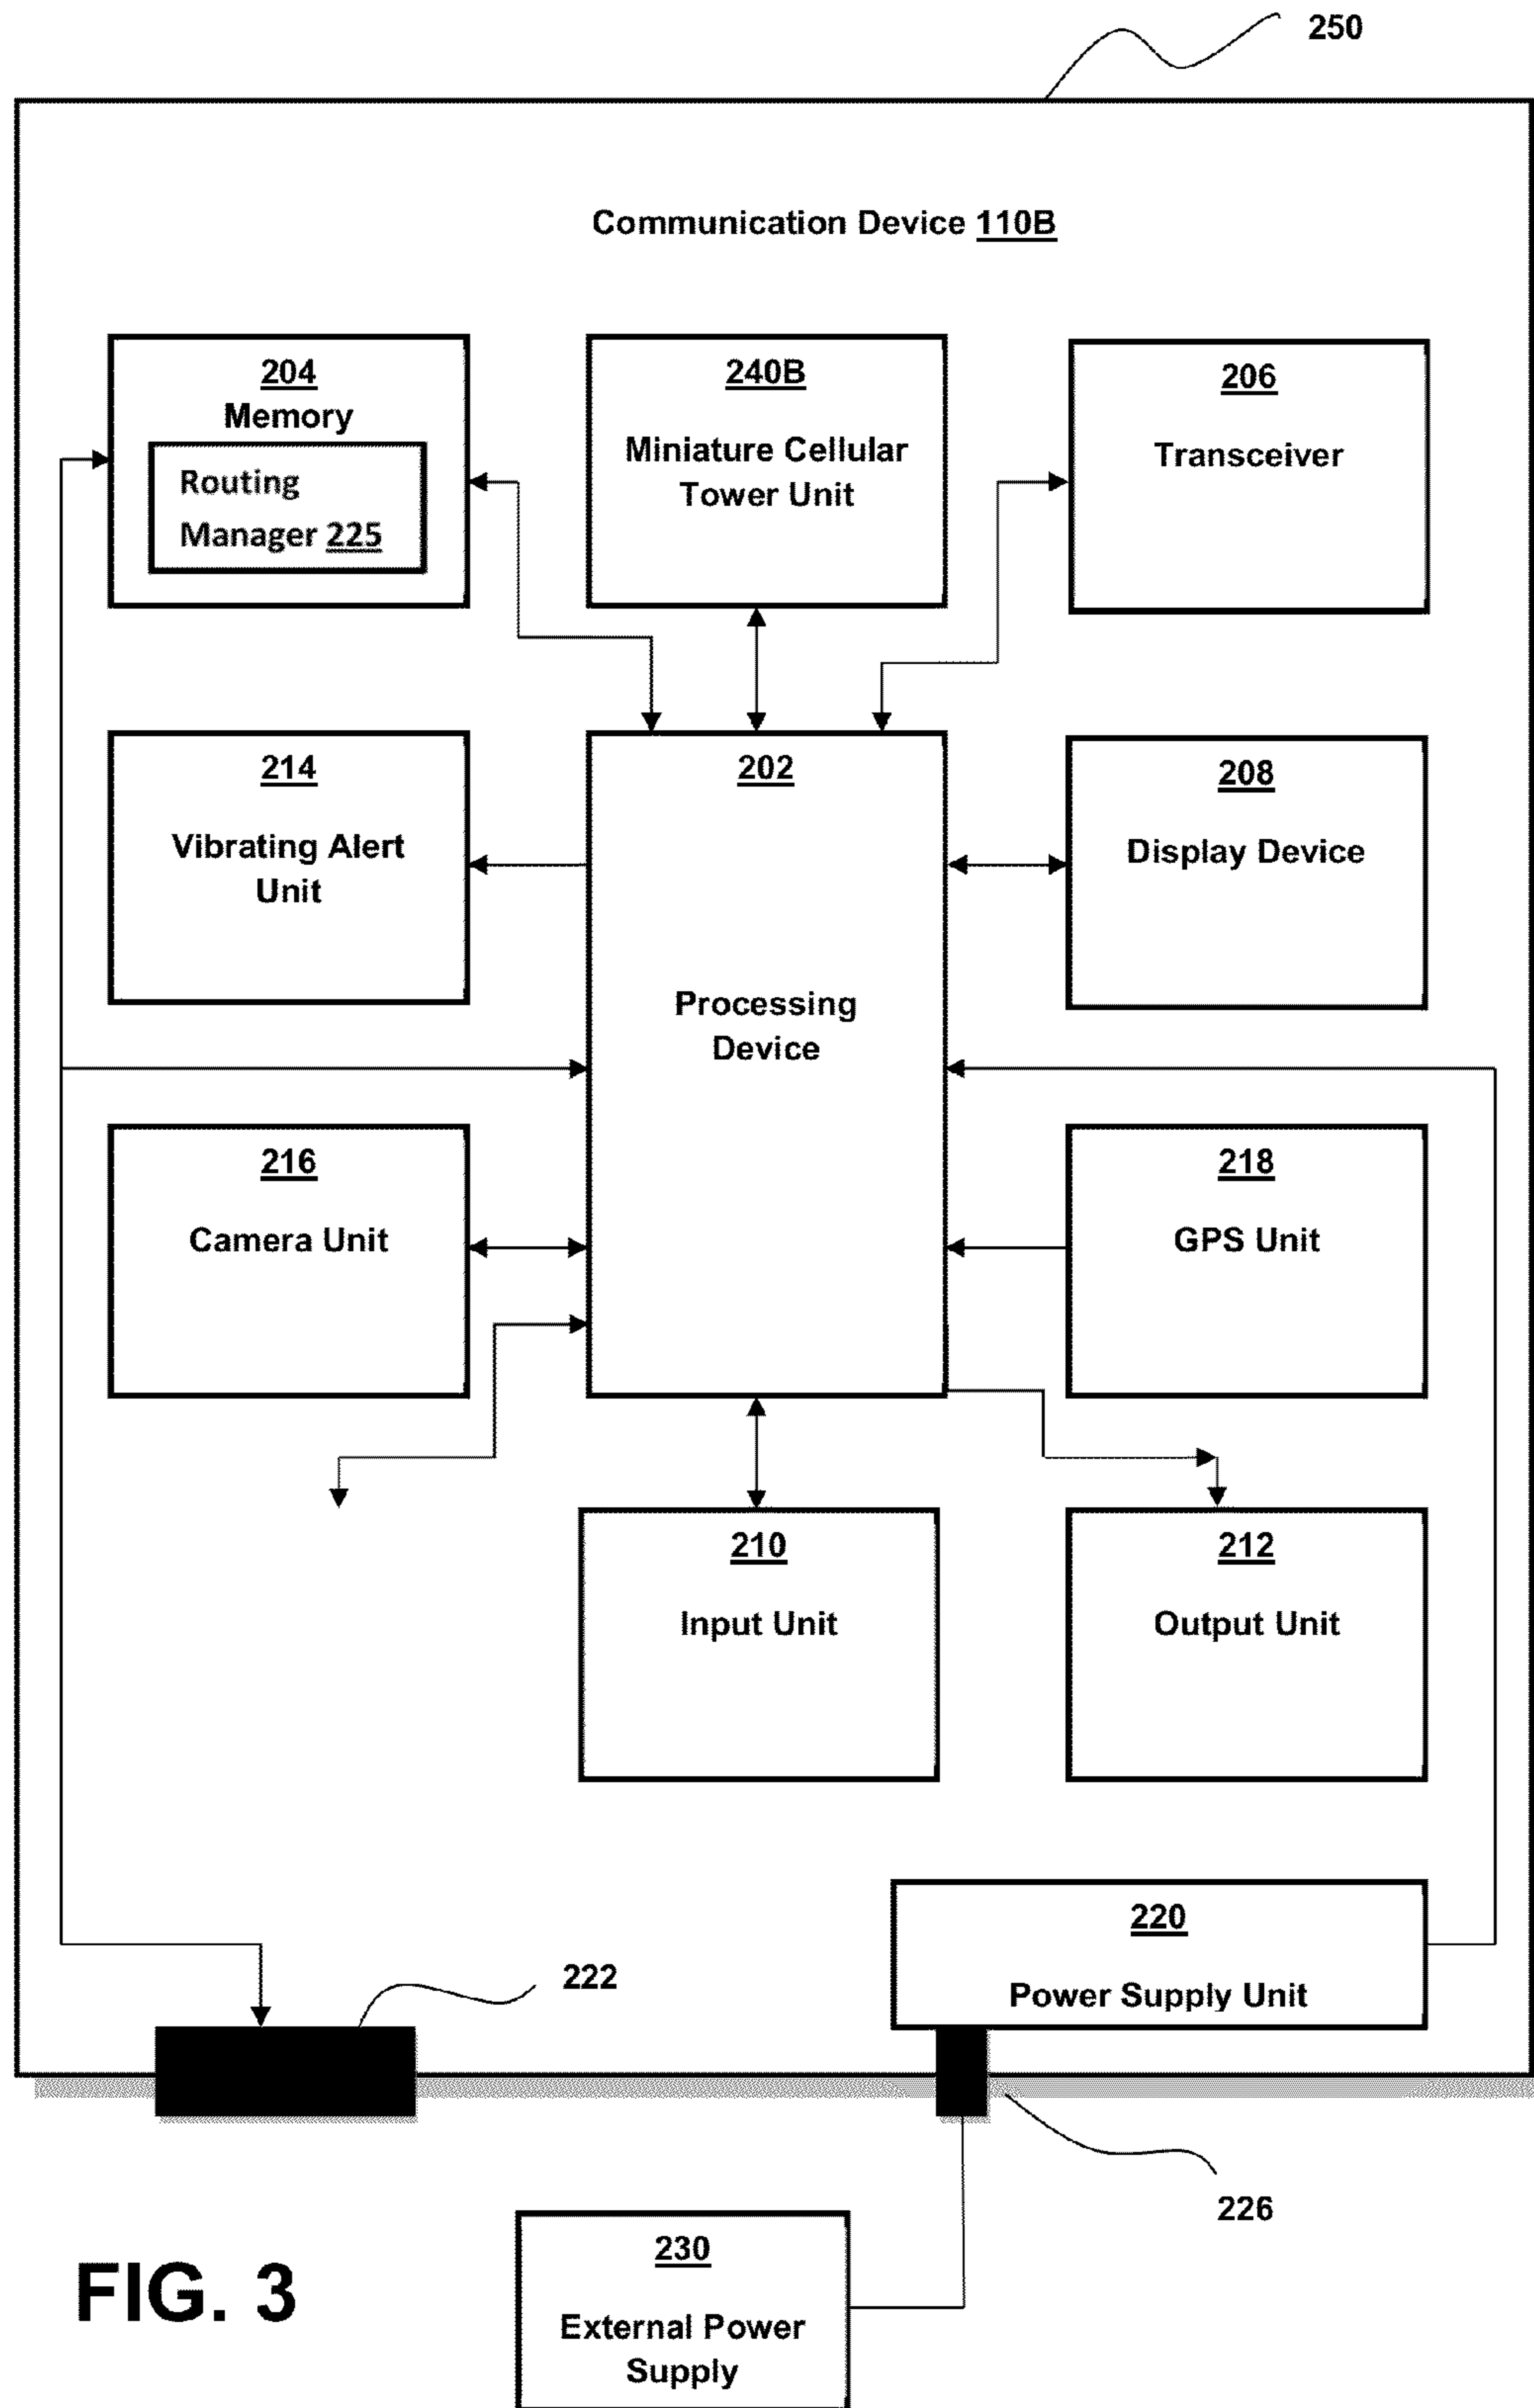 250
Communication Device 110B
204
Memory
Routing
Manager 225
240B
Miniature Cellular
Tower Unit
206
Transceiver
214
Vibrating Alert
Unit
202
Processing
Device
208
Display Device
216
Camera Unit
218
GPS Unit
210
Input Unit
212
Output Unit
220
Power Supply Unit
222
226
230
External Power
Supply
FIG. 3